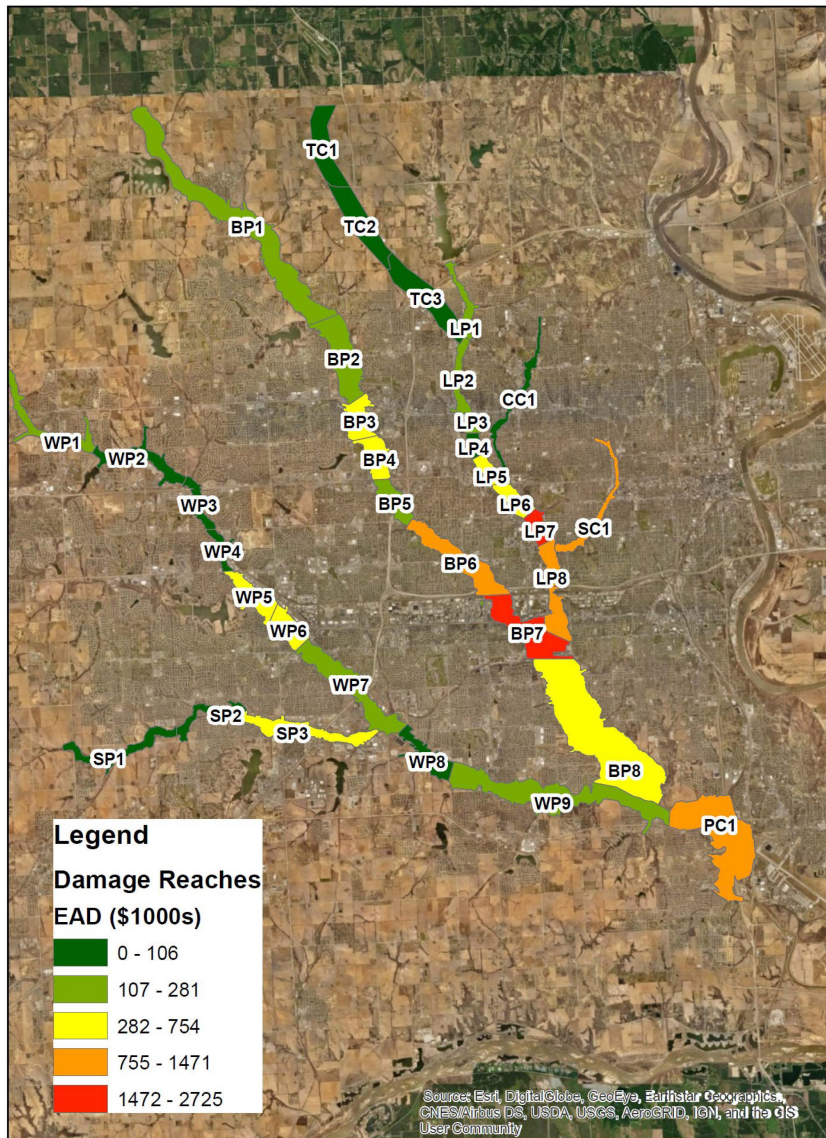 TC1
TC2
BP1
TC3
LP1
BP2
LP2
CC1
BP3
LP3
WP1
LP4
WP2
BP4
LP5
WP3
BP5
LP6
SC1
LP7
WP4
BP6
LP8
WP5
WP6
BP7
WP7
SP2
SP3
SP1
WP8
BP8
WP9
PC1
Legend
Damage Reaches
EAD ($1000s)
0 - 106
107 - 281
282 - 754
755 - 1471
1472 - 2725
Source: Esri, DigitalGlobe, GeoEye, Earthstar Geographics,
CNES/Airbus DS, USDA, USGS, AeroGRID, IGN, and the GIS
User Community